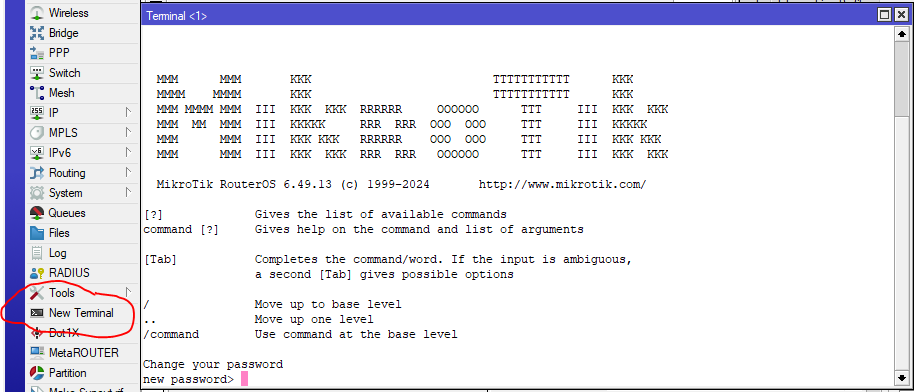 Wireless
Bridge
PPP
Switch
Mesh
IP
MPLS
IPv6
Routing
System
Queues
Files
Log
RADIUS
Tools
New Terminal
Dot1X
MetaROUTER
Partition
Make Supout.rif
Terminal <1>
MMM      MMM       KKK                          TTTTTTTTTTT      KKK
MMMM    MMMM       KKK                          TTTTTTTTTTT      KKK
MMM MMMM MMM  III  KKK  KKK  RRRRRR     OOOOOO      TTT     III  KKK  KKK
MMM  MM  MMM  III  KKKKK     RRR  RRR  OOO  OOO     TTT     III  KKKKK
MMM      MMM  III  KKK KKK   RRRRRR    OOO  OOO     TTT     III  KKK KKK
MMM      MMM  III  KKK  KKK  RRR  RRR   OOOOOO      TTT     III  KKK  KKK
MikroTik RouterOS 6.49.13 (c) 1999-2024       http://www.mikrotik.com/
[?]             Gives the list of available commands
command [?]     Gives help on the command and list of arguments
[Tab]           Completes the command/word. If the input is ambiguous,
a second [Tab] gives possible options
/               Move up to base level
..              Move up one level
/command        Use command at the base level
Change your password
new password>